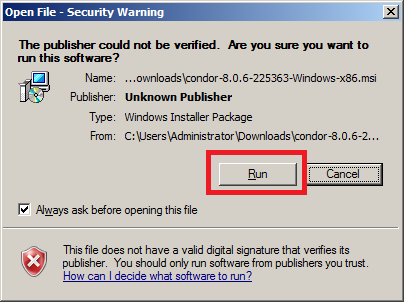 Open File - Security Warning
The publisher could not be verified. Are you sure you want to
run this software?
Name: ...ownloads\condor-8.0.6-225363-Windows-x86.msi
Publisher: Unknown Publisher
Type: Windows Installer Package
From: C:\Users\Administrator\Downloads\condor-8.0.6-2...
Run Cancel
Always ask before opening this file
This file does not have a valid digital signature that verifies its
publisher. You should only run software from publishers you trust.
How can I decide what software to run?